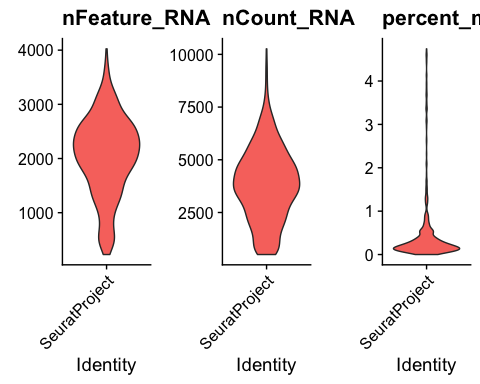 nFeature_RNA
4000
3000
2000
1000
SeuratProject
Identity
nCount_RNA
10000
7500
5000
2500
SeuratProject
Identity
4
3
2
1
0
SeuratProject
Identity